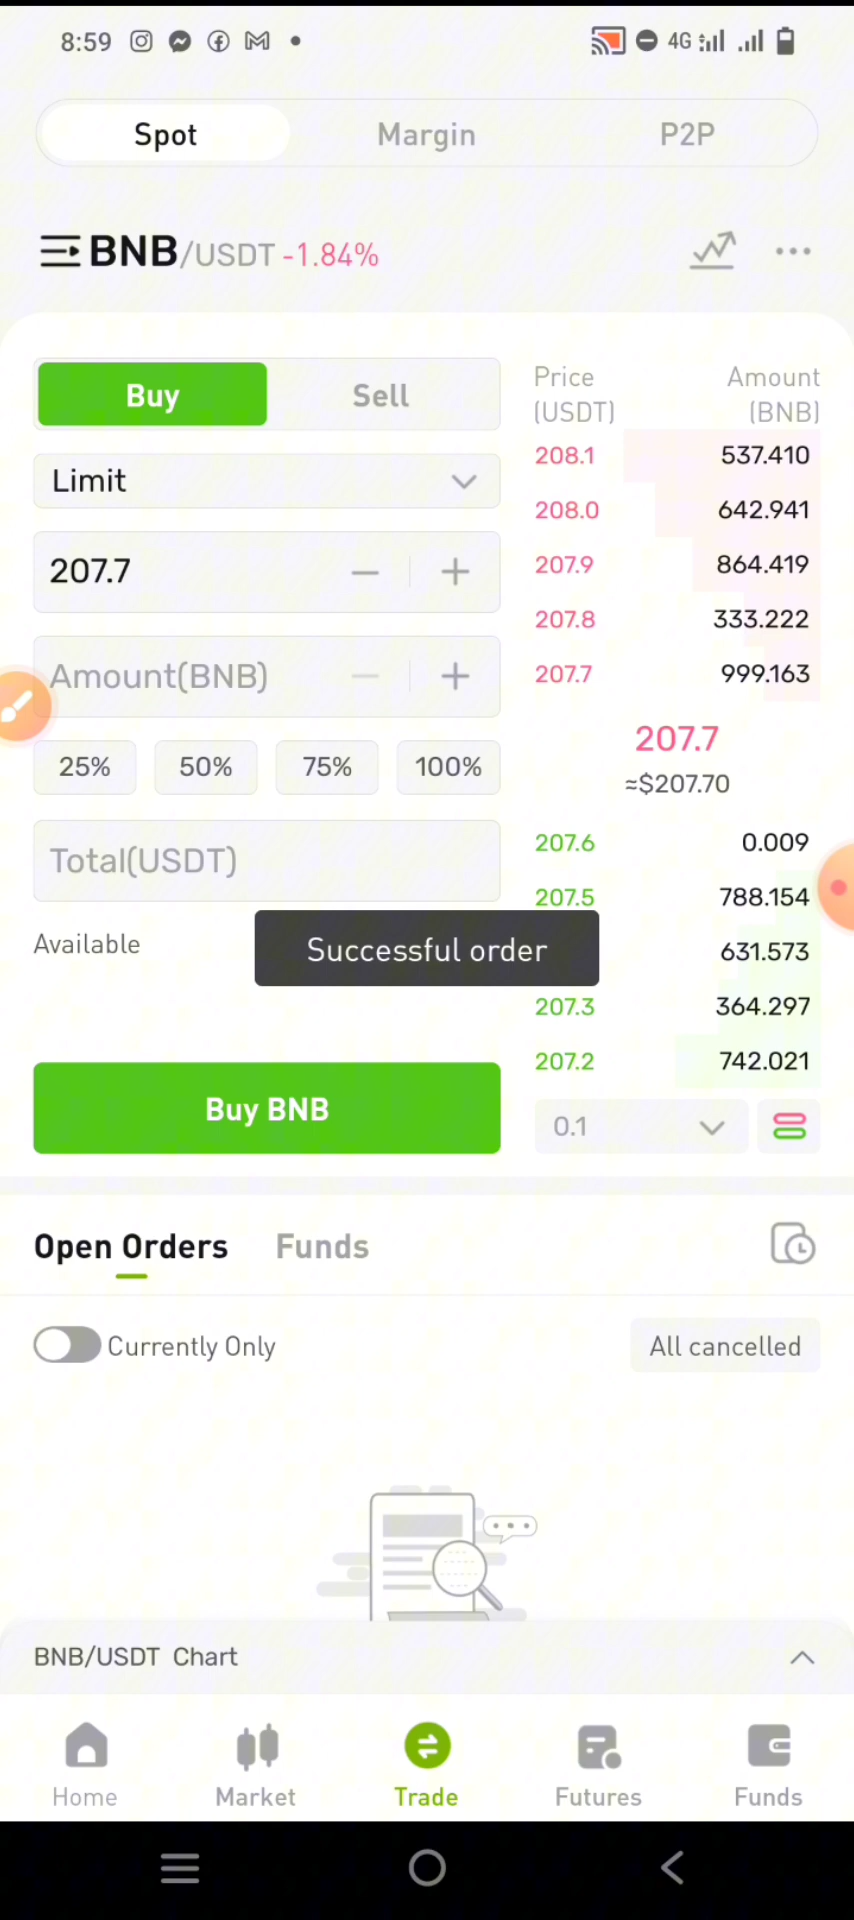 8:59 4G
Spot Margin P2P
BNB/USDT -1.84%
Buy Sell
Limit
207.7
Amount(BNB)
25% 50% 75% 100%
Total(USDT)
Available
Buy BNB
Price Amount
(USDT) (BNB)
208.1 537.410
208.0 642.941
207.9 864.419
207.8 333.222
207.7 999.163
207.7
≈$207.70
207.6 0.009
207.5 788.154
631.573
207.3 364.297
207.2 742.021
0.1
Successful order
Open Orders Funds
Currently Only All cancelled
BNB/USDT Chart
Home Market Trade Futures Funds